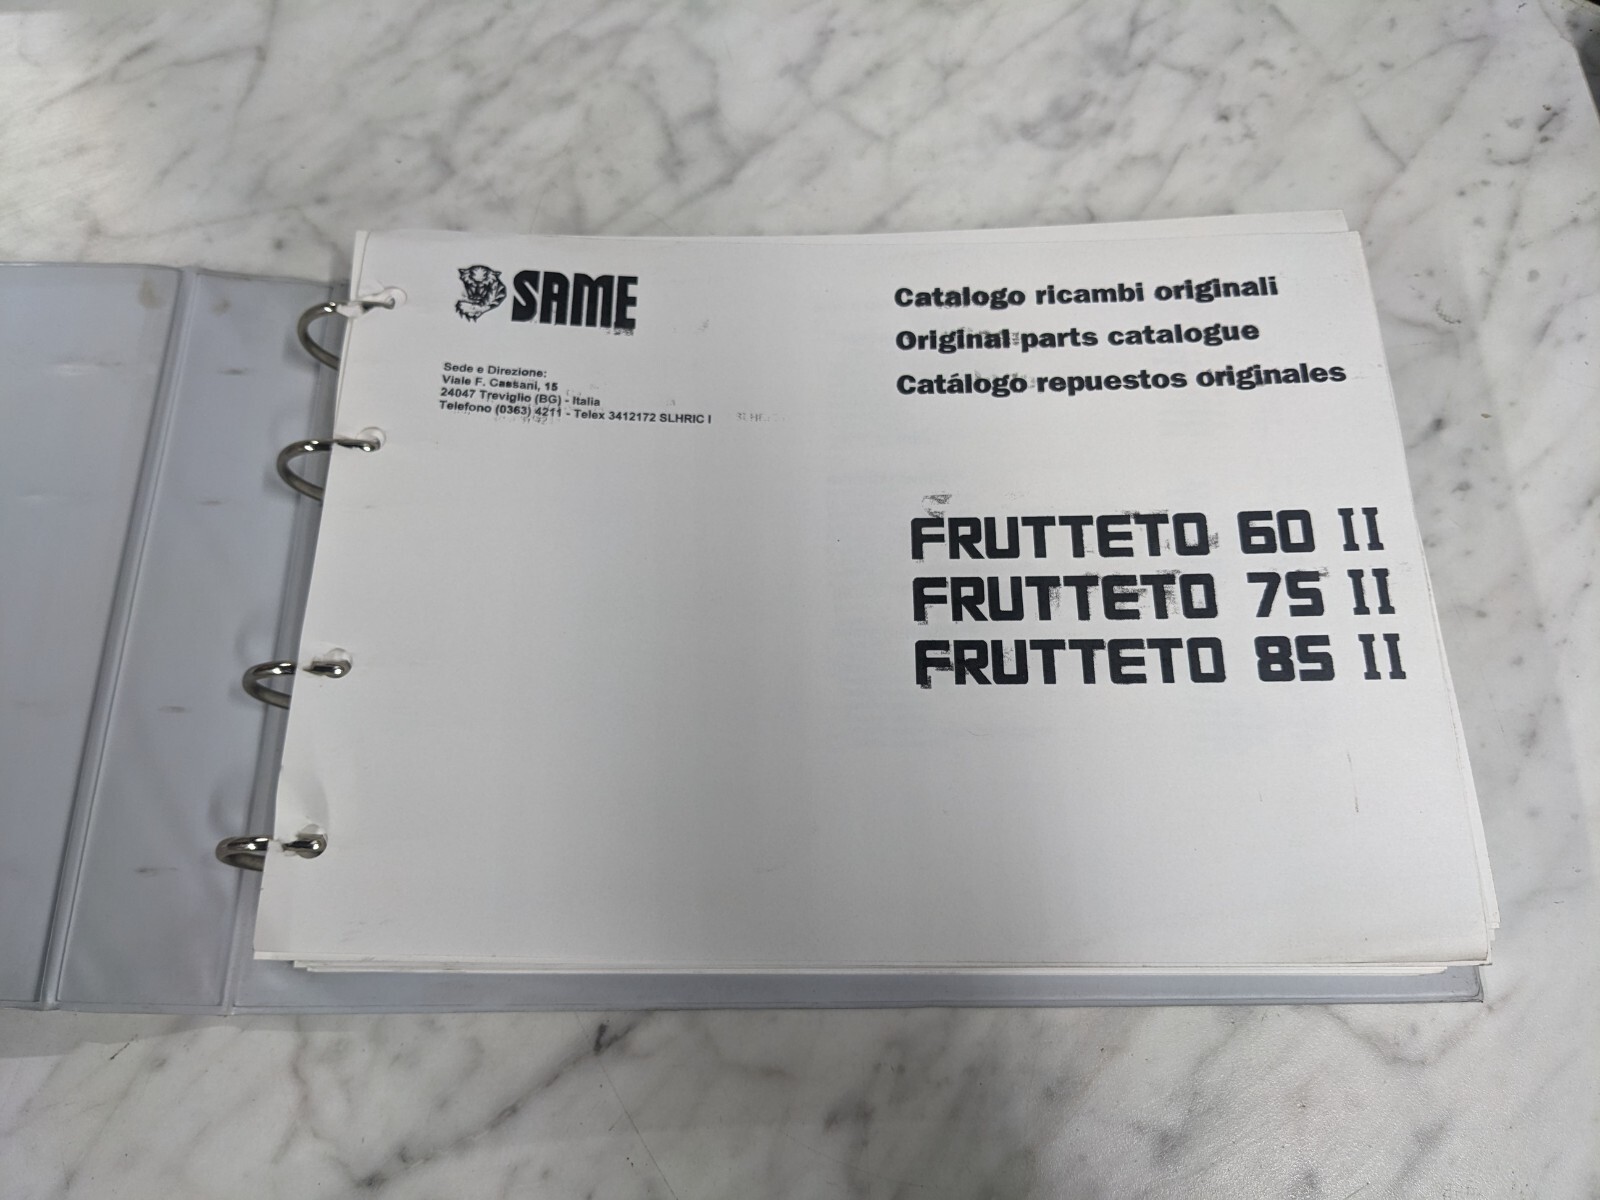 SAME
Sede e Direzione:
Viale F. Cassani, 15
24047 Treviglio (BG) - Italia
Telefono (0363) 4211 - Telex 3412172 SLHRIC I
Catalogo ricambi originali
Original parts catalogue
Catálogo repuestos originales
FRUTTETO 60 II
FRUTTETO 75 II
FRUTTETO 85 II